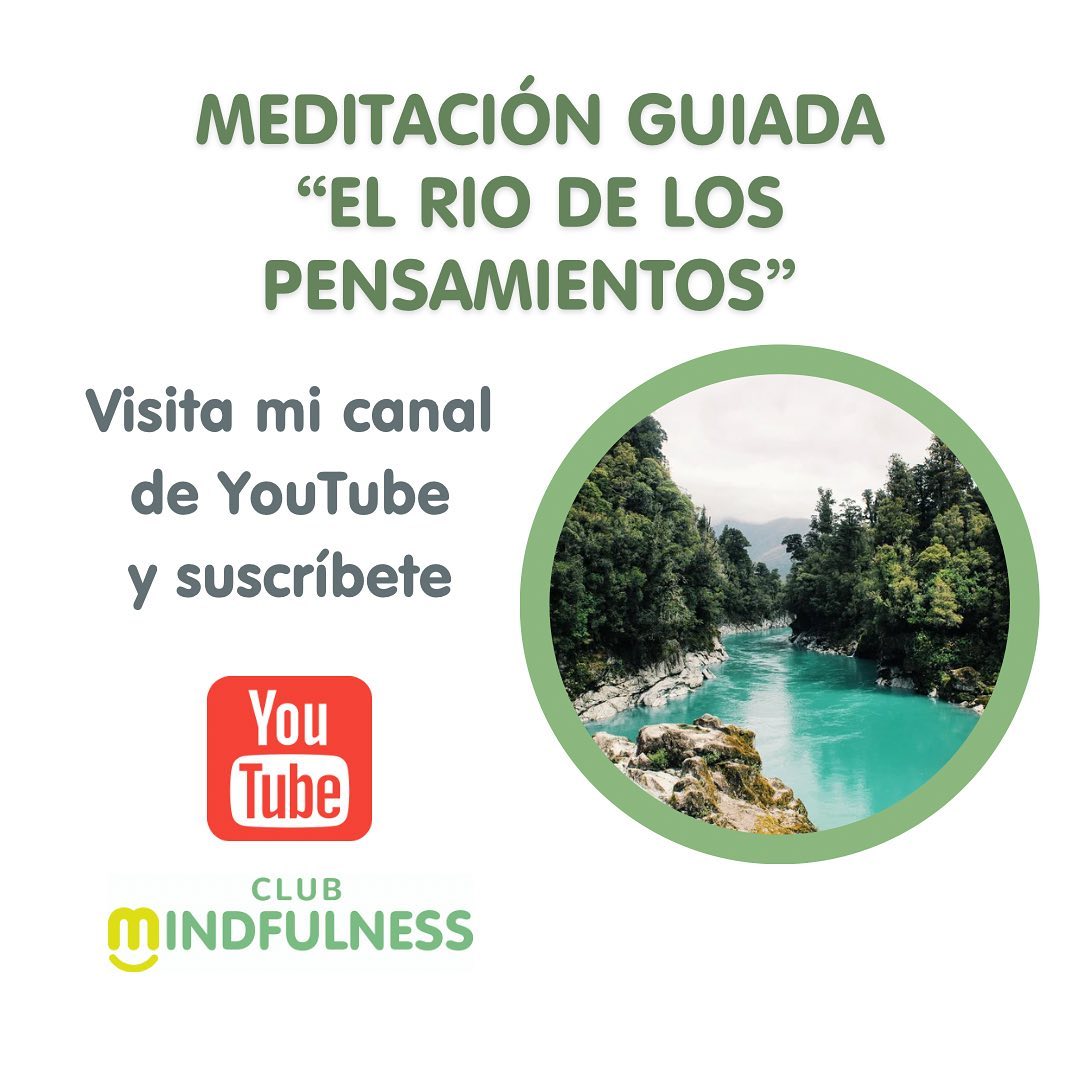 MEDITACIÓN GUIADA
“EL RIO DE LOS
PENSAMIENTOS”
Visita mi canal
de YouTube
y suscríbete
You
Tube
CLUB
mINDFULNESS